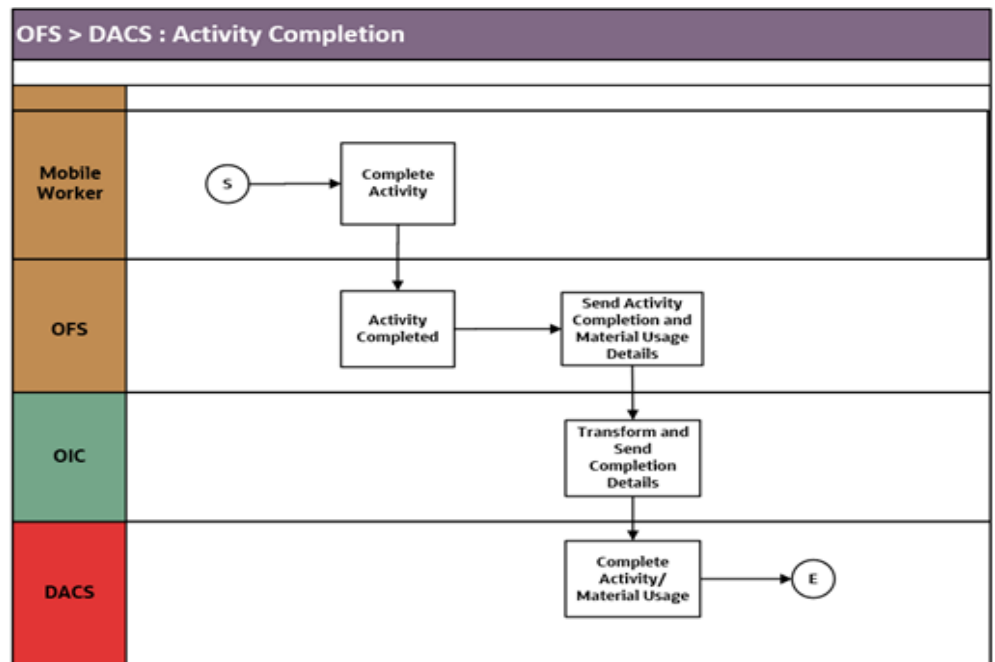 OFS > DACS : Activity Completion
Mobile
Worker
S
Complete
Activity
OFS
Activity
Completed
Send Activity
Completion and
Material Usage
Details
OIC
Transform and
Send
Completion
Details
DACS
Complete
Activity/
Material Usage
E